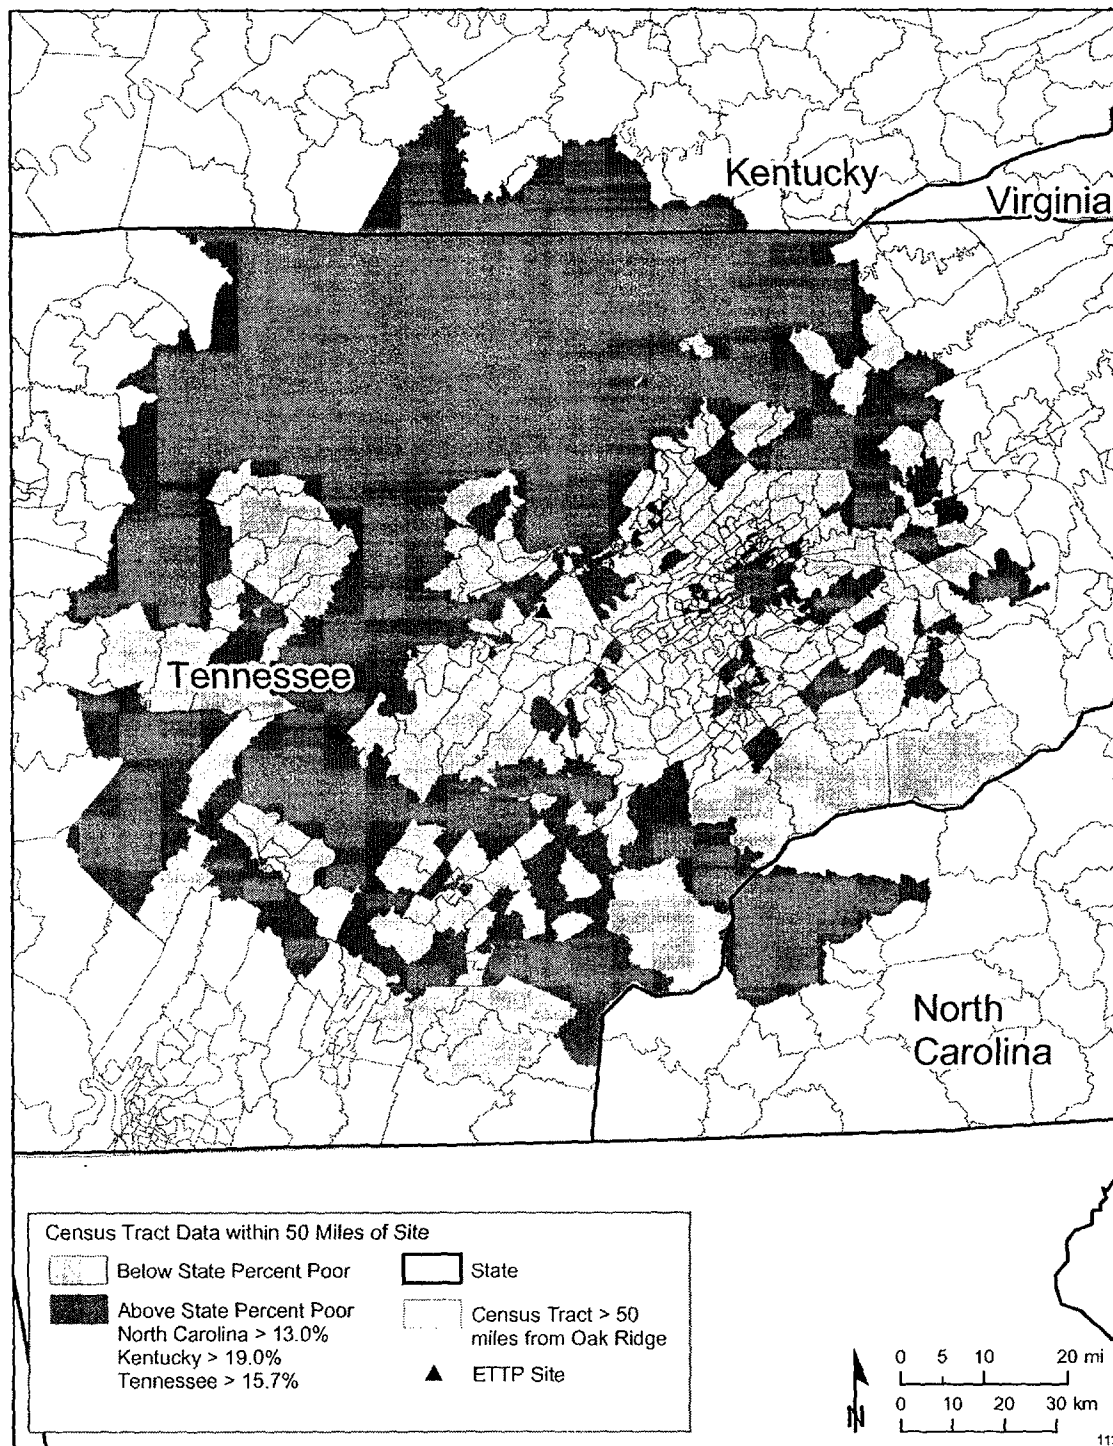 Kentucky
Virginia
Tennessee
North
Carolina
Census Tract Data within 50 Miles of Site
Below State Percent Poor
Above State Percent Poor
North Carolina > 13.0%
Kentucky > 19.0%
Tennessee > 15.7%
State
Census Tract > 50
miles from Oak Ridge
ETTP Site
N
0 5 10 20 mi
0 10 20 30 km